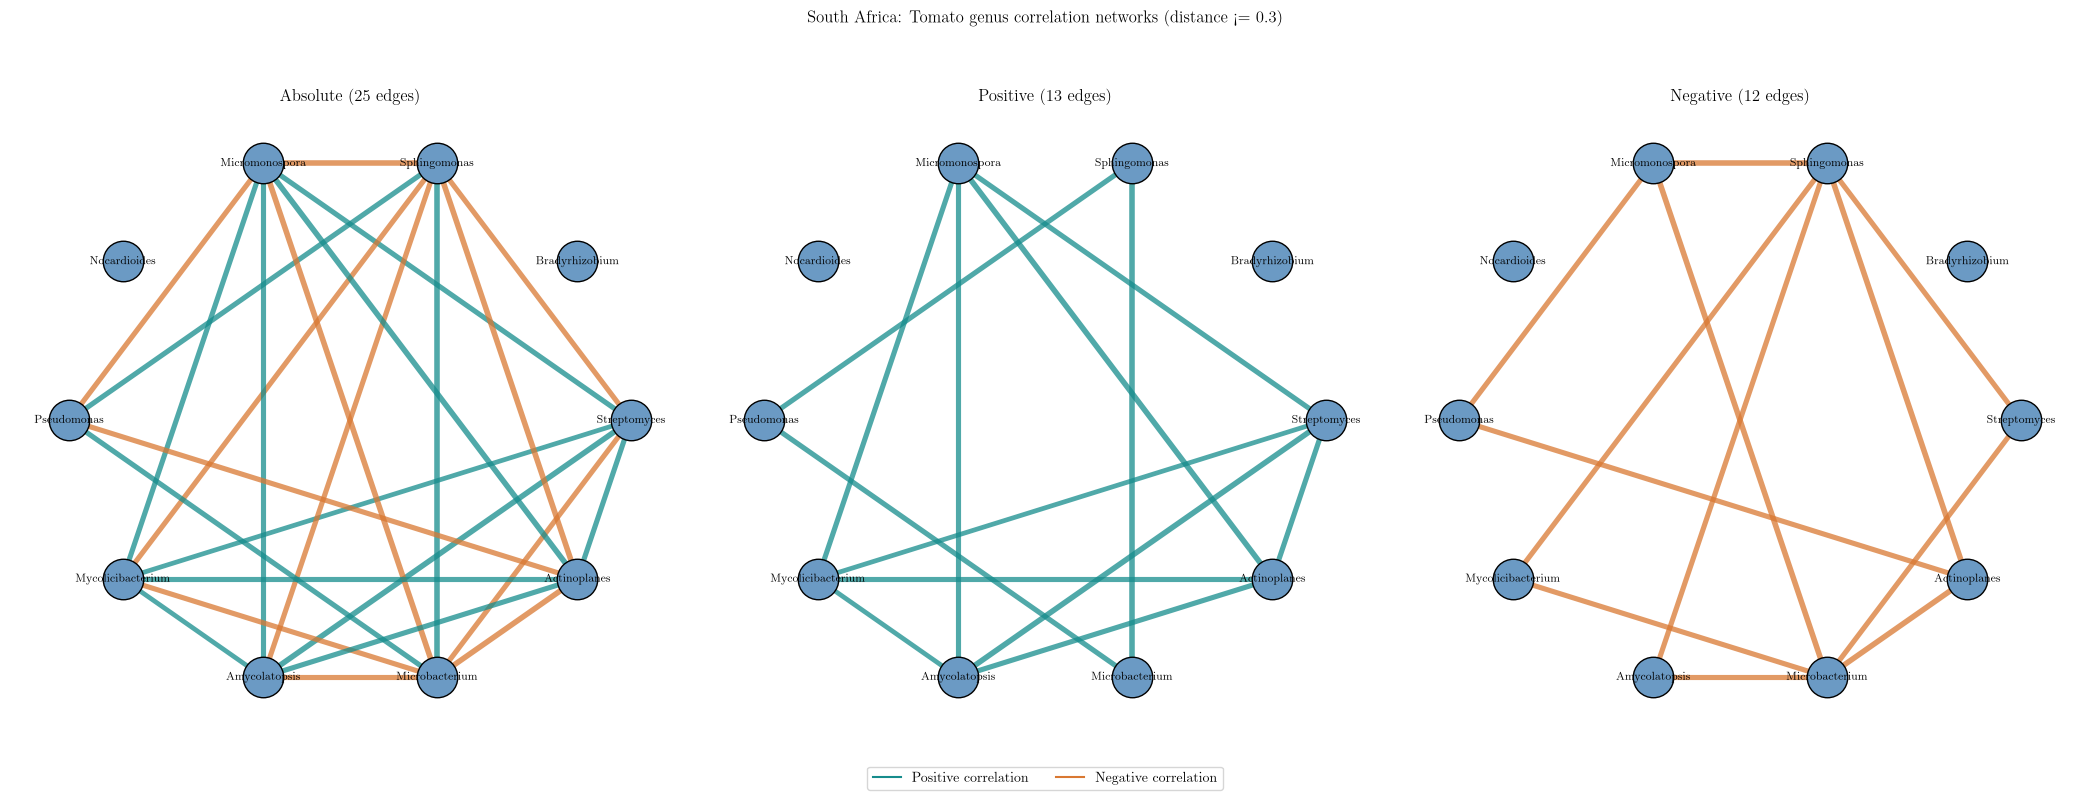 South Africa: Tomato genus correlation networks (distance ¡= 0.3)
Absolute (25 edges)
Micromonospora
Sphingomonas
Nocardioides
Bradyrhizobium
Pseudomonas
Streptomyces
Mycolicibacterium
Actinoplanes
Amycolatopsis
Microbacterium
Positive (13 edges)
Micromonospora
Sphingomonas
Nocardioides
Bradyrhizobium
Pseudomonas
Streptomyces
Mycolicibacterium
Actinoplanes
Amycolatopsis
Microbacterium
Negative (12 edges)
Micromonospora
Sphingomonas
Nocardioides
Bradyrhizobium
Pseudomonas
Streptomyces
Mycolicibacterium
Actinoplanes
Amycolatopsis
Microbacterium
Positive correlation
Negative correlation